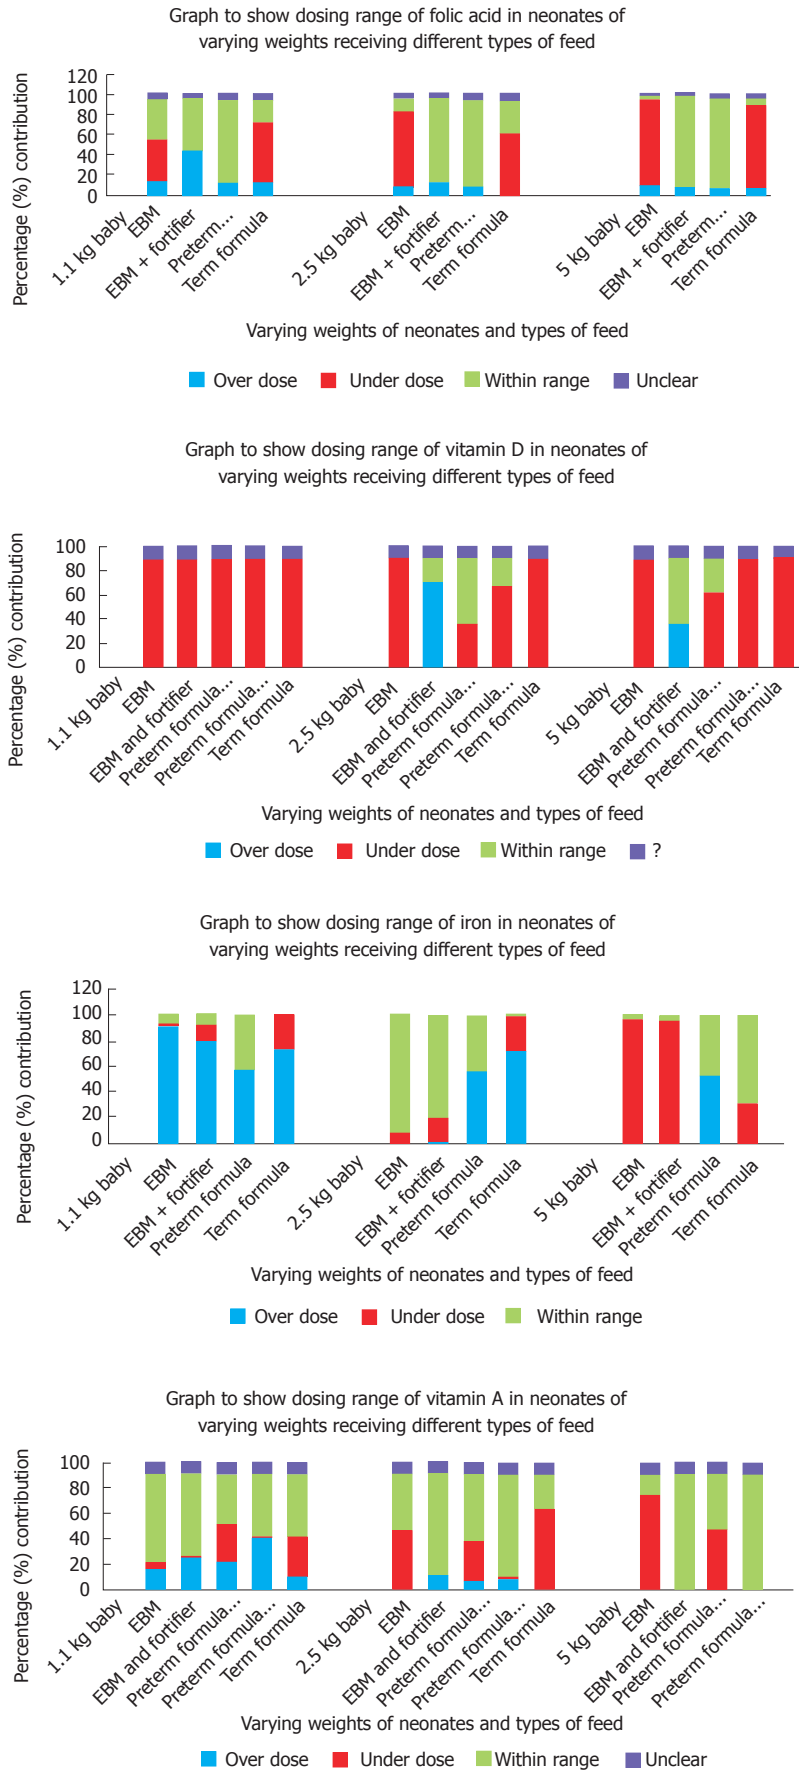 Graph to show dosing range of folic acid in neonates of
varying weights receiving different types of feed
Percentage (%) contribution
120
100
80
60
40
20
0
1.1 kg baby
EBM
EBM + fortifier
Preterm...
Term formula
2.5 kg baby
EBM
EBM + fortifier
Preterm...
Term formula
5 kg baby
EBM
EBM + fortifier
Preterm...
Term formula
Varying weights of neonates and types of feed
Over dose Under dose Within range Unclear
Graph to show dosing range of vitamin D in neonates of
varying weights receiving different types of feed
Percentage (%) contribution
100
80
60
40
20
0
1.1 kg baby
EBM
EBM and fortifier
Preterm formula...
Preterm formula...
Term formula
2.5 kg baby
EBM
EBM and fortifier
Preterm formula...
Preterm formula...
Term formula
5 kg baby
EBM
EBM and fortifier
Preterm formula...
Preterm formula...
Term formula
Varying weights of neonates and types of feed
Over dose Under dose Within range ?
Graph to show dosing range of iron in neonates of
varying weights receiving different types of feed
Percentage (%) contribution
120
100
80
60
40
20
0
1.1 kg baby
EBM
EBM + fortifier
Preterm formula
Term formula
2.5 kg baby
EBM
EBM + fortifier
Preterm formula
Term formula
5 kg baby
EBM
EBM + fortifier
Preterm formula
Term formula
Varying weights of neonates and types of feed
Over dose Under dose Within range
Graph to show dosing range of vitamin A in neonates of
varying weights receiving different types of feed
Percentage (%) contribution
100
80
60
40
20
0
1.1 kg baby
EBM
EBM and fortifier
Preterm formula...
Preterm formula...
Term formula
2.5 kg baby
EBM
EBM and fortifier
Preterm formula...
Preterm formula...
Term formula
5 kg baby
EBM
EBM and fortifier
Preterm formula...
Preterm formula...
Varying weights of neonates and types of feed
Over dose Under dose Within range Unclear